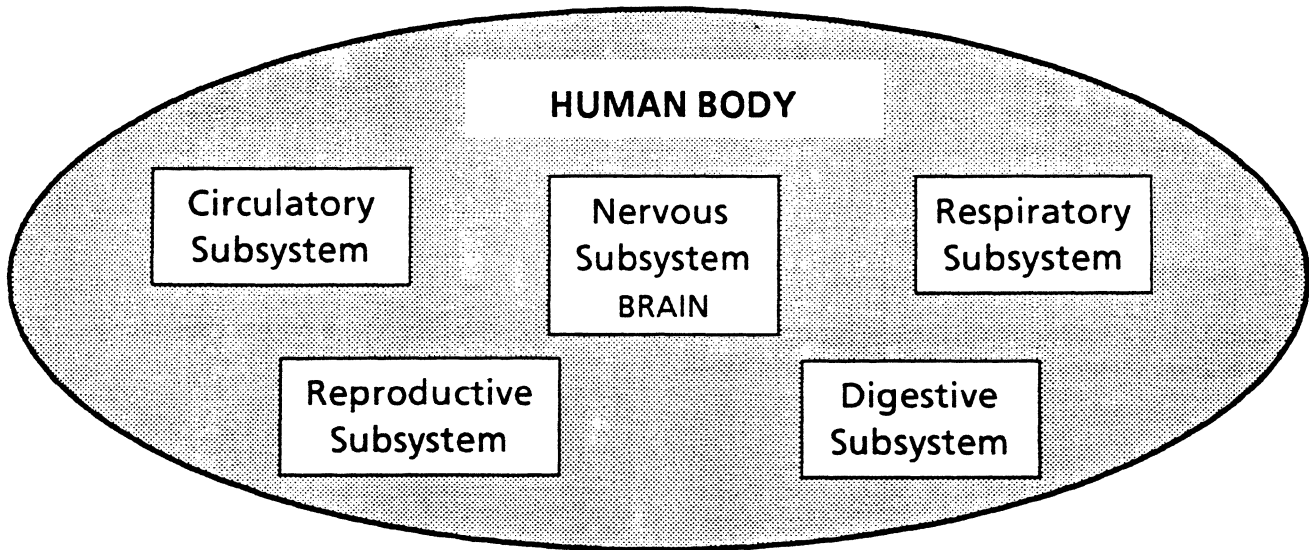 HUMAN BODY
Circulatory
Subsystem
Nervous
Subsystem
BRAIN
Respiratory
Subsystem
Reproductive
Subsystem
Digestive
Subsystem